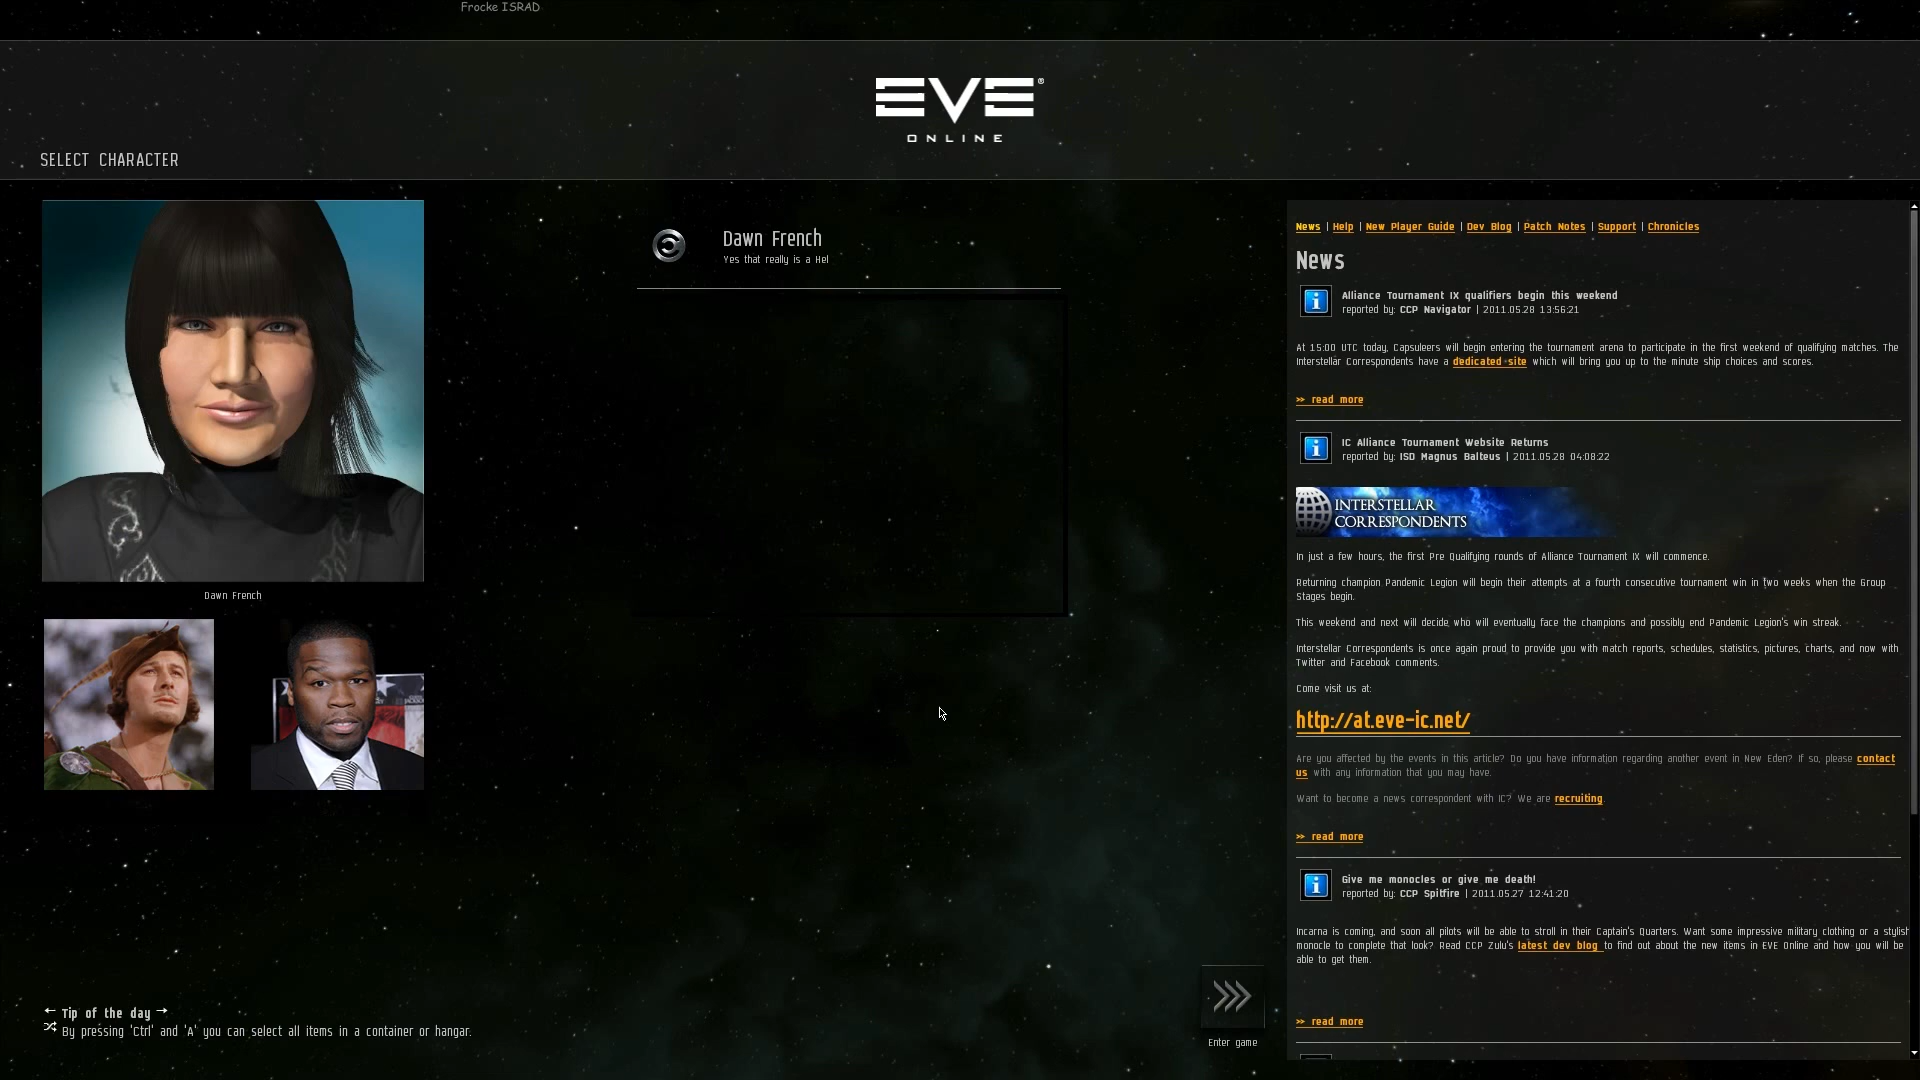 Frocke ISRAD
EVE®
ONLINE
SELECT CHARACTER
Dawn French
Dawn French
Yes that really is a Hel
News | Help | New Player Guide | Dev Blog | Patch Notes | Support | Chronicles
News
Alliance Tournament IX qualifiers begin this weekend
reported by: CCP Navigator | 2011.05.28 13:56:21
At 15:00 UTC today, Capsuleers will begin entering the tournament arena to participate in the first weekend of qualifying matches. The
Interstellar Correspondents have a dedicated site which will bring you up to the minute ship choices and scores.
>> read more
IC Alliance Tournament Website Returns
reported by: ISD Magnus Balteus | 2011.05.28 04:08:22
INTERSTELLAR
CORRESPONDENTS
In just a few hours, the first Pre Qualifying rounds of Alliance Tournament IX will commence.
Returning champion Pandemic Legion will begin their attempts at a fourth consecutive tournament win in two weeks when the Group
Stages begin.
This weekend and next will decide who will eventually face the champions and possibly end Pandemic Legion's win streak.
Interstellar Correspondents is once again proud to provide you with match reports, schedules, statistics, pictures, charts, and now with
Twitter and Facebook comments.
Come visit us at:
http://at.eve-ic.net/
Are you affected by the events in this article? Do you have information regarding another event in New Eden? If so, please contact
us with any information that you may have.
Want to become a news correspondent with IC? We are recruiting
>> read more
Give me monocles or give me death!
reported by: CCP Spitfire | 2011.05.27 12:41:20
Incarna is coming, and soon all pilots will be able to stroll in their Captain's Quarters. Want some impressive military clothing or a stylish
monocle to complete that look? Read CCP Zulu's latest dev blog to find out about the new items in EVE Online and how you will be
able to get them.
>> read more
Tip of the day
By pressing 'Ctrl' and 'A' you can select all items in a container or hangar.
Enter game